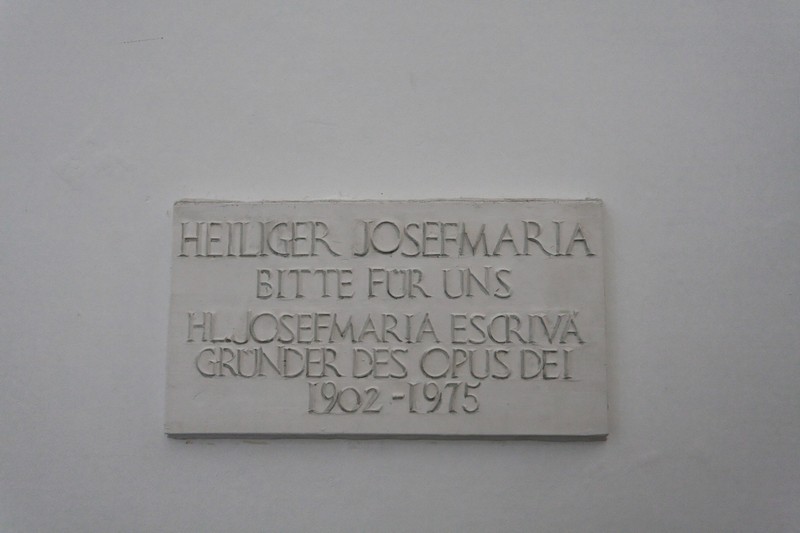 HEILIGER JOSEFMARIA
BITTE FÜR UNS
HL. JOSEFMARIA ESCRIVÁ
GRÜNDER DES OPUS DEI
1902 - 1975